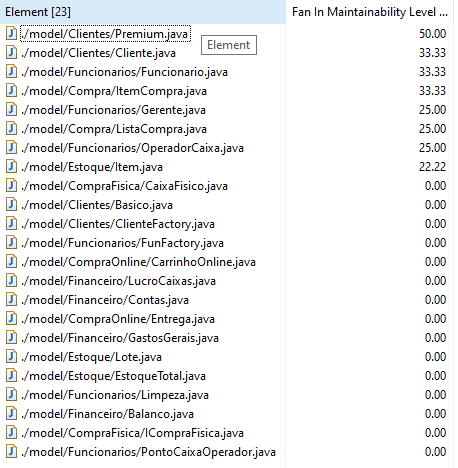 Element [23] Fan In Maintainability Level ...
./model/Clientes/Premium.java 50.00
Element
./model/Clientes/Cliente.java 33.33
./model/Funcionarios/Funcionario.java 33.33
./model/Compra/ItemCompra.java 33.33
./model/Funcionarios/Gerente.java 25.00
./model/Compra/ListaCompra.java 25.00
./model/Funcionarios/OperadorCaixa.java 25.00
./model/Estoque/Item.java 22.22
./model/CompraFisica/CaixaFisico.java 0.00
./model/Clientes/Basico.java 0.00
./model/Clientes/ClienteFactory.java 0.00
./model/Funcionarios/FunFactory.java 0.00
./model/CompraOnline/CarrinhoOnline.java 0.00
./model/Financeiro/LucroCaixas.java 0.00
./model/Financeiro/Contas.java 0.00
./model/CompraOnline/Entrega.java 0.00
./model/Financeiro/GastosGerais.java 0.00
./model/Estoque/Lote.java 0.00
./model/Estoque/EstoqueTotal.java 0.00
./model/Funcionarios/Limpeza.java 0.00
./model/Financeiro/Balanco.java 0.00
./model/CompraFisica/ICompraFisica.java 0.00
./model/Funcionarios/PontoCaixaOperador.java 0.00